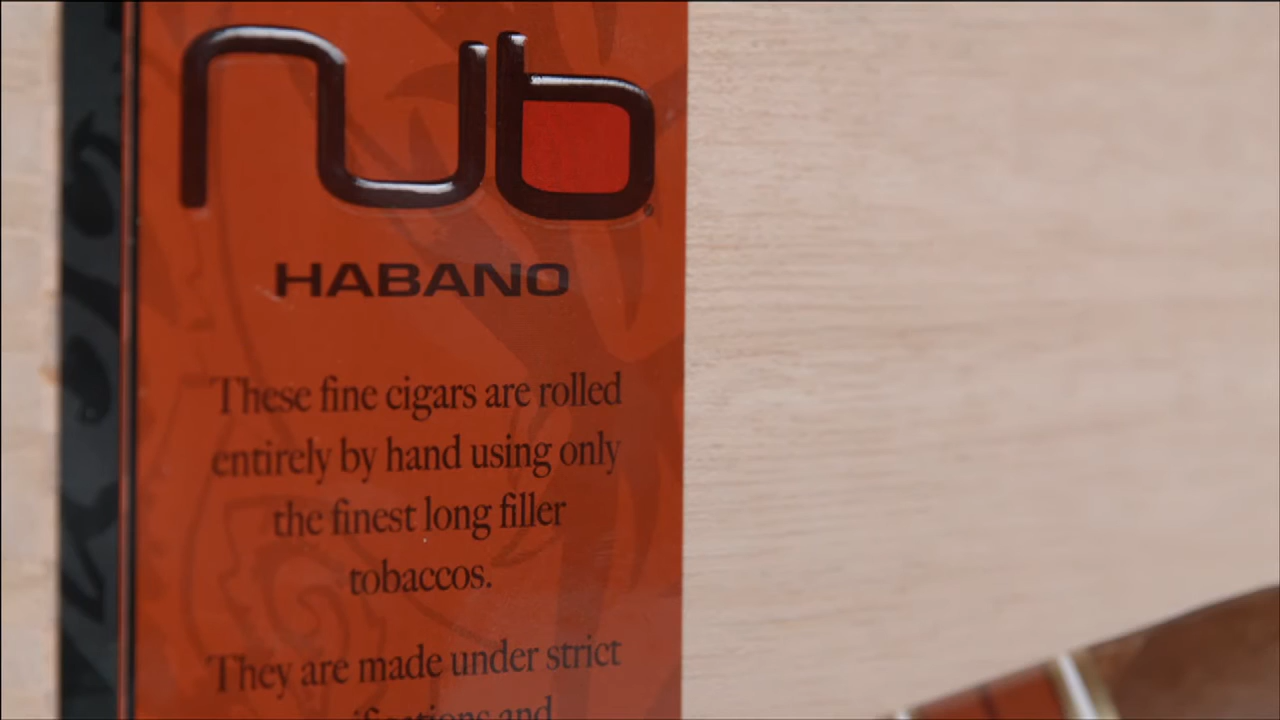 nub
HABANO
These fine cigars are rolled
entirely by hand using only
the finest long filler
tobaccos.
They are made under strict
and